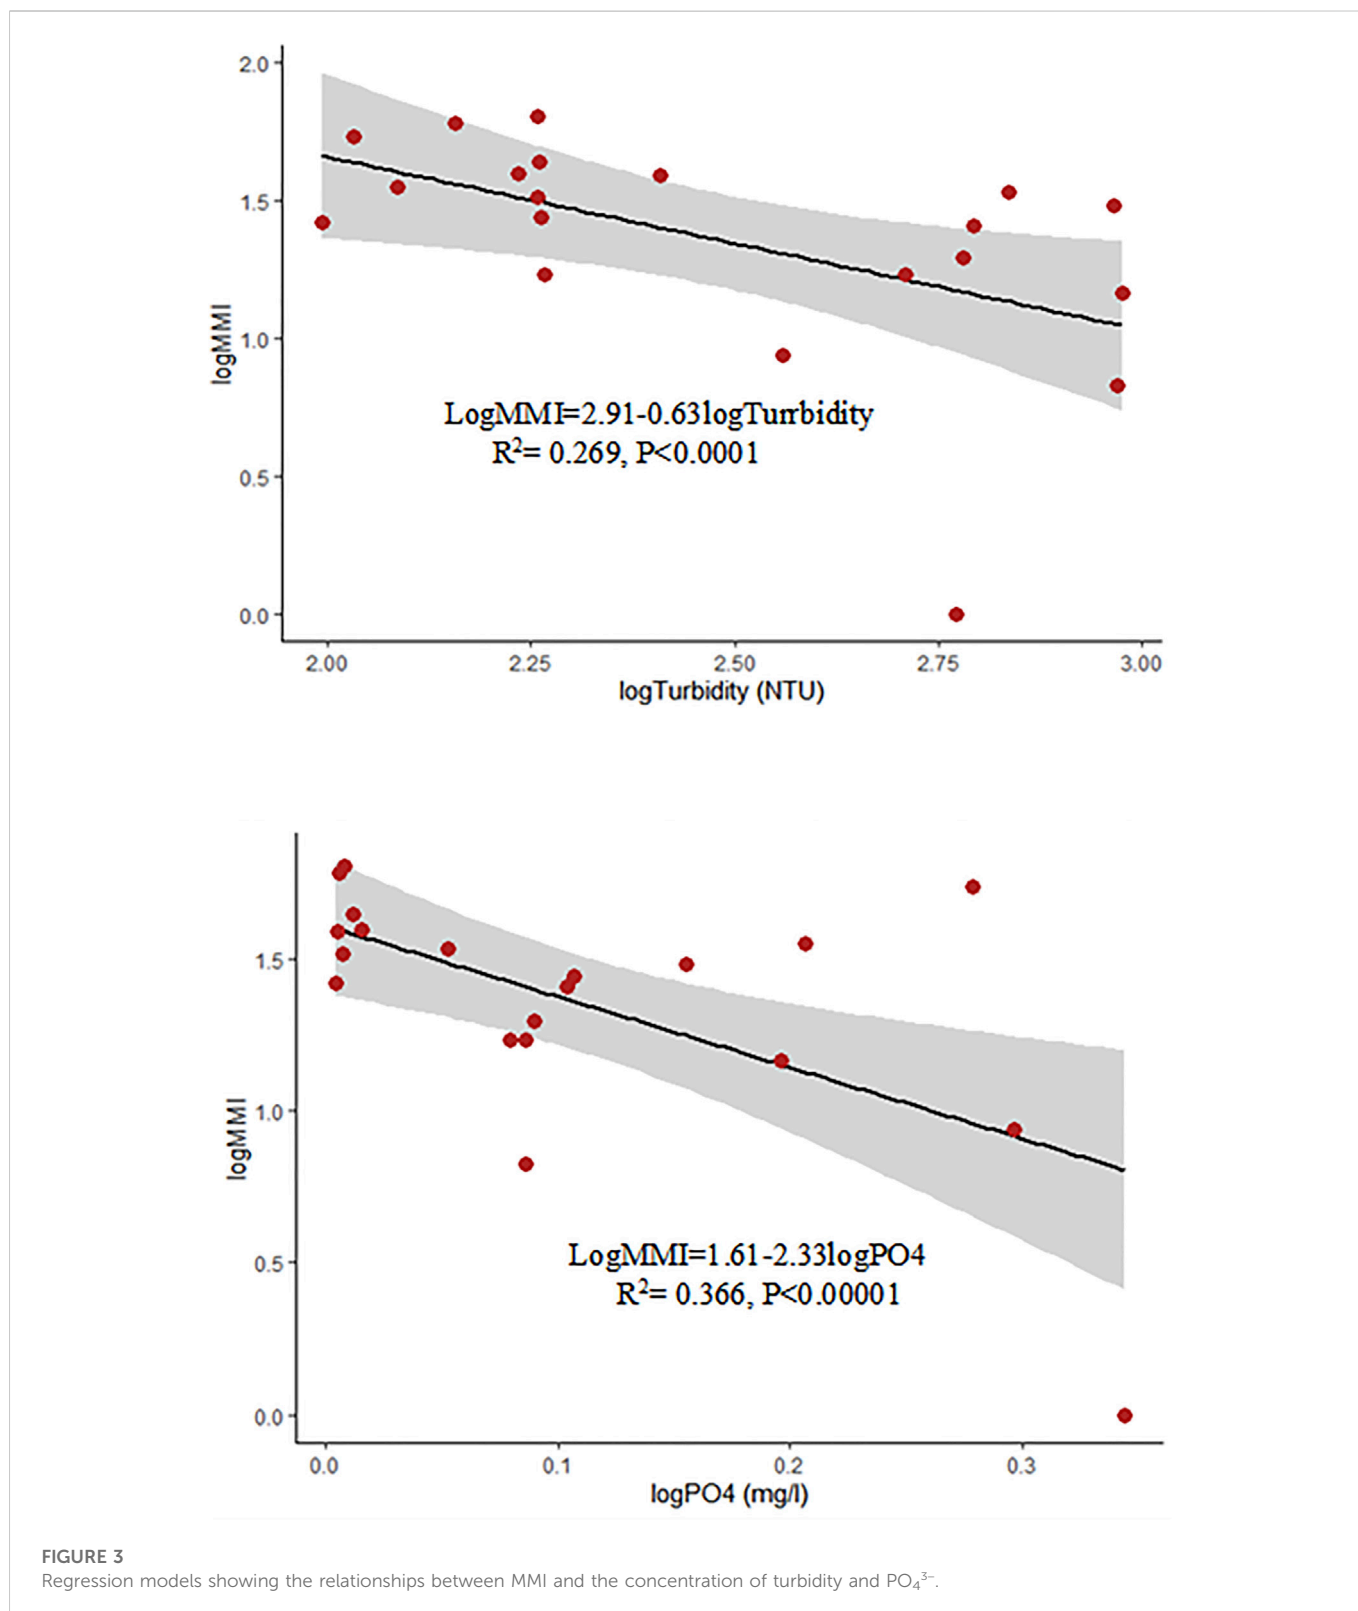 2.0
1.5
1.0
0.5
0.0
logMMI
LogMMI=2.91-0.63logTurrbidity
R²= 0.269, P<0.0001
2.00 2.25 2.50 2.75 3.00
logTurbidity (NTU)
1.5
1.0
0.5
0.0
logMMI
LogMMI=1.61-2.33logPO4
R²= 0.366, P<0.00001
0.0 0.1 0.2 0.3
logPO4 (mg/l)
FIGURE 3
Regression models showing the relationships between MMI and the concentration of turbidity and PO₄³⁻.